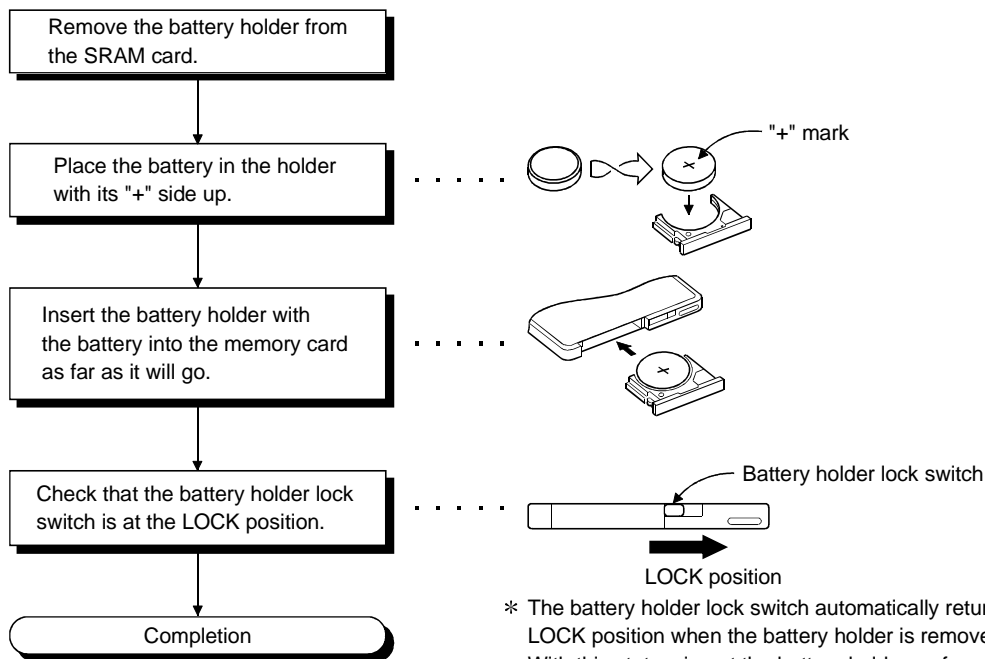 Remove the battery holder from
the SRAM card.
Place the battery in the holder
with its "+" side up.
"+" mark
+
Insert the battery holder with
the battery into the memory card
as far as it will go.
+
Check that the battery holder lock
switch is at the LOCK position.
Battery holder lock switch
LOCK position
Completion
* The battery holder lock switch automatically retur
LOCK position when the battery holder is remove